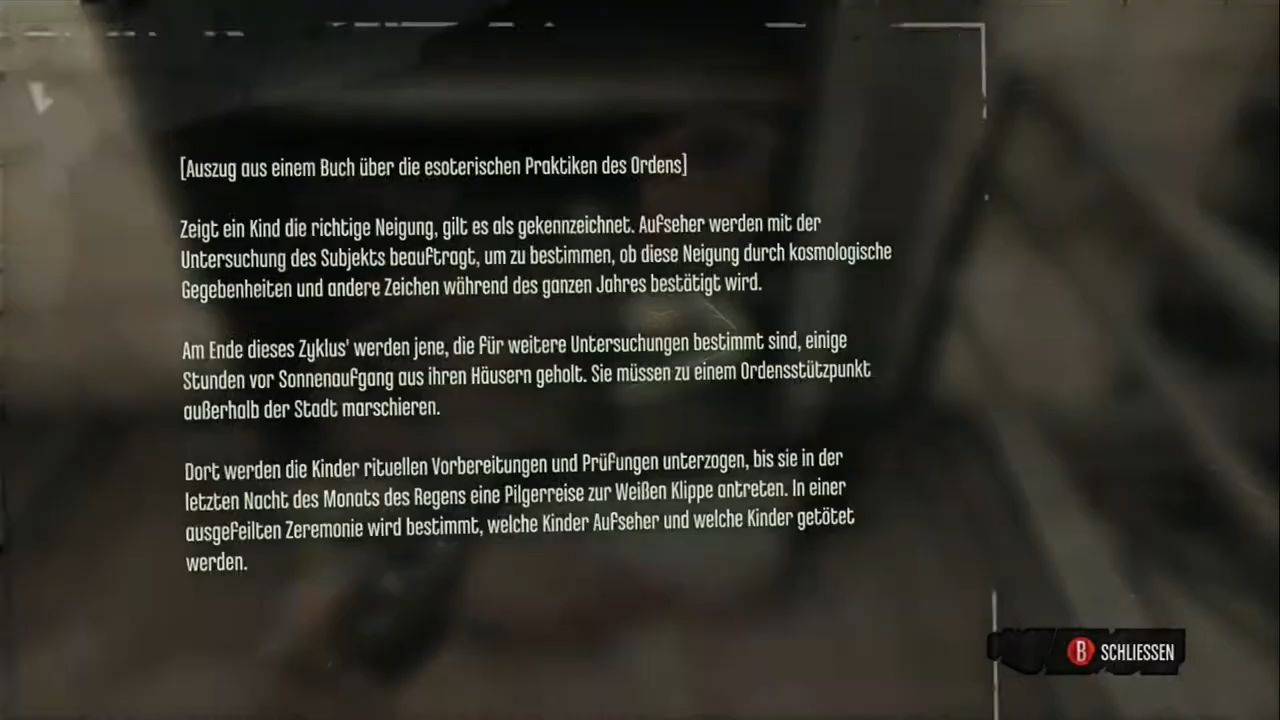 [Auszug aus einem Buch über die esoterischen Praktiken des Ordens]
Zeigt ein Kind die richtige Neigung, gilt es als gekennzeichnet. Aufseher werden mit der
Untersuchung des Subjekts beauftragt, um zu bestimmen, ob diese Neigung durch kosmologische
Gegebenheiten und andere Zeichen während des ganzen Jahres bestätigt wird.
Am Ende dieses Zyklus' werden jene, die für weitere Untersuchungen bestimmt sind, einige
Stunden vor Sonnenaufgang aus ihren Häusern geholt. Sie müssen zu einem Ordensstützpunkt
außerhalb der Stadt marschieren.
Dort werden die Kinder rituellen Vorbereitungen und Prüfungen unterzogen, bis sie in der
letzten Nacht des Monats des Regens eine Pilgerreise zur Weißen Klippe antreten. In einer
ausgefeilten Zeremonie wird bestimmt, welche Kinder Aufseher und welche Kinder getötet
werden.
B SCHLIESSEN